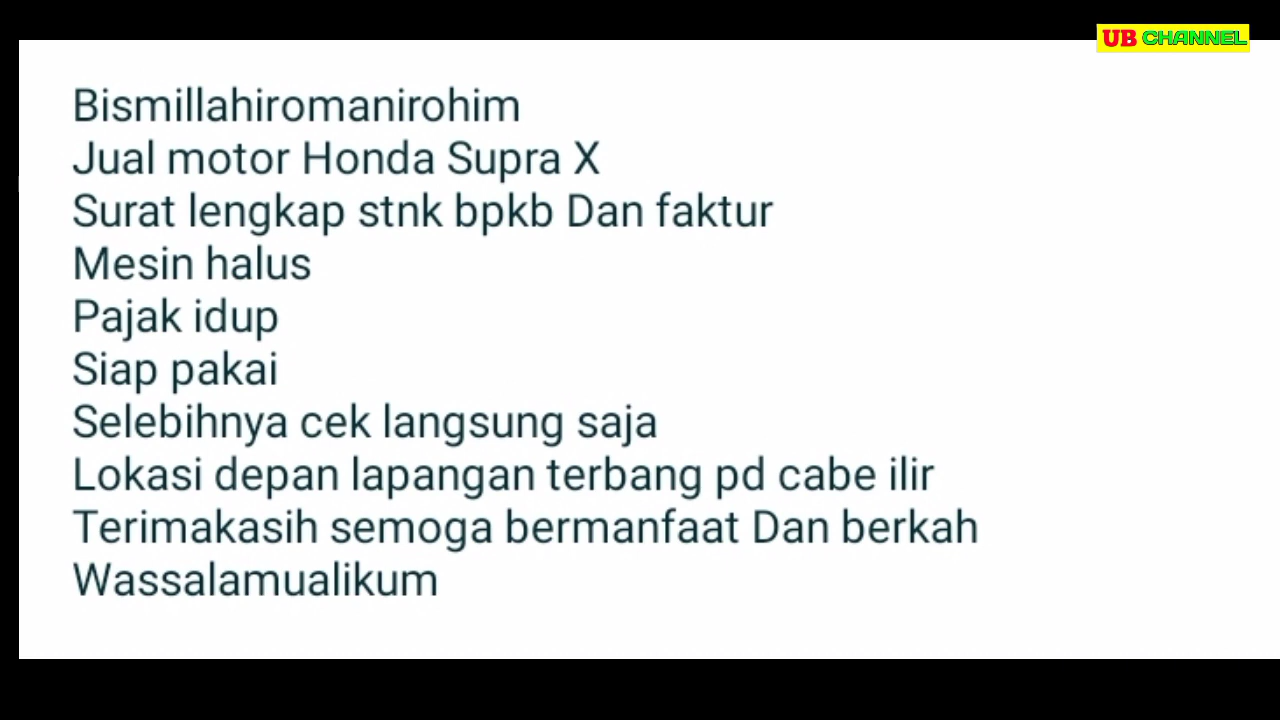 UB CHANNEL
Bismillahiromanirohim
Jual motor Honda Supra X
Surat lengkap stnk bpkb Dan faktur
Mesin halus
Pajak idup
Siap pakai
Selebihnya cek langsung saja
Lokasi depan lapangan terbang pd cabe ilir
Terimakasih semoga bermanfaat Dan berkah
Wassalamualikum